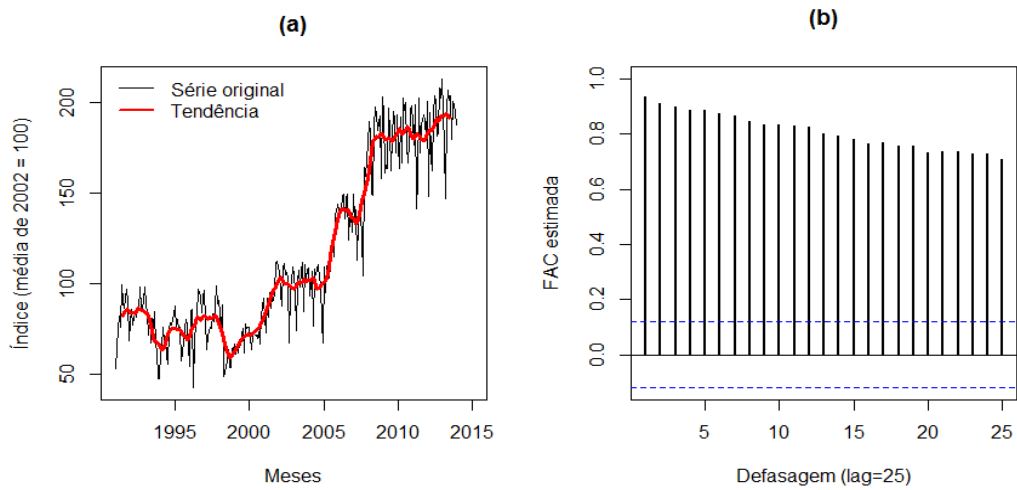 (a)
Série original
Tendência
Índice (média de 2002 = 100)
50
100
150
200
1995
2000
2005
2010
2015
Meses
(b)
FAC estimada
0.0
0.2
0.4
0.6
0.8
1.0
5
10
15
20
25
Defasagem (lag=25)